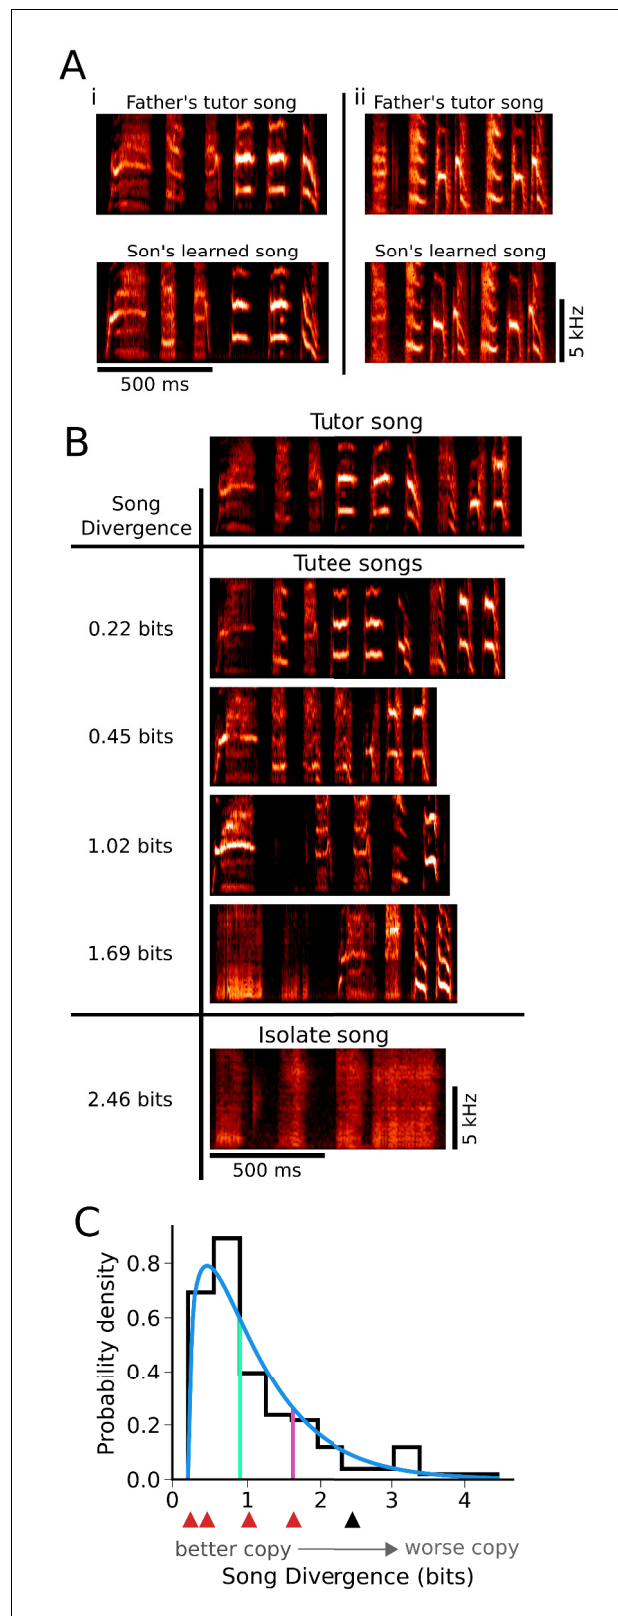 A
i
Father's tutor song
ii
Father's tutor song
Son's learned song
Son's learned song
500 ms
5 kHz
B
Tutor song
Song
Divergence
Tutee songs
0.22 bits
0.45 bits
1.02 bits
1.69 bits
Isolate song
2.46 bits
5 kHz
500 ms
C
Probability density
0.8
0.6
0.4
0.2
0.0
0 1 2 3 4
better copy worse copy
Song Divergence (bits)